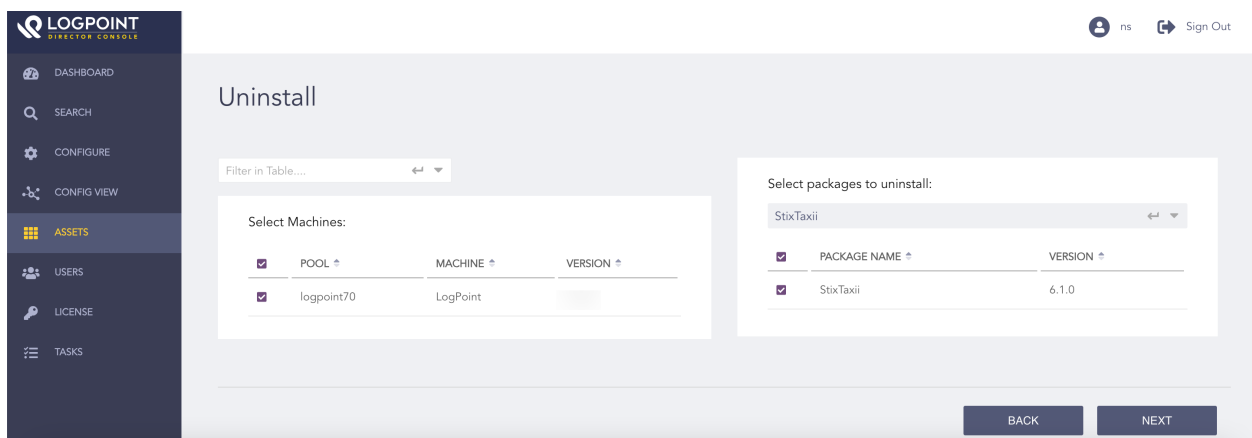 LOGPOINT
DIRECTOR CONSOLE
ns
Sign Out
DASHBOARD
SEARCH
CONFIGURE
CONFIG VIEW
ASSETS
USERS
LICENSE
TASKS
Uninstall
Filter in Table....
Select Machines:
POOL MACHINE VERSION
logpoint70 LogPoint
Select packages to uninstall:
StixTaxii
PACKAGE NAME VERSION
StixTaxii 6.1.0
BACK NEXT